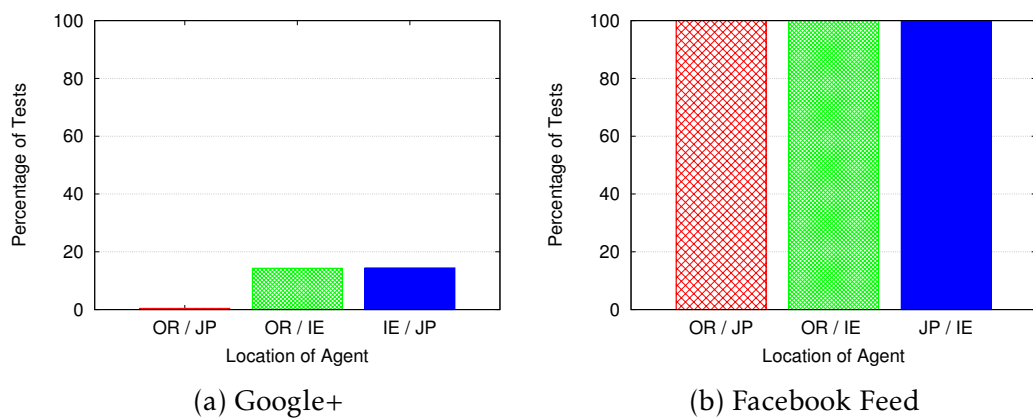 100
80
60
40
20
0
Percentage of Tests
OR / JP OR / IE IE / JP
Location of Agent
(a) Google+
100
80
60
40
20
0
Percentage of Tests
OR / JP OR / IE JP / IE
Location of Agent
(b) Facebook Feed